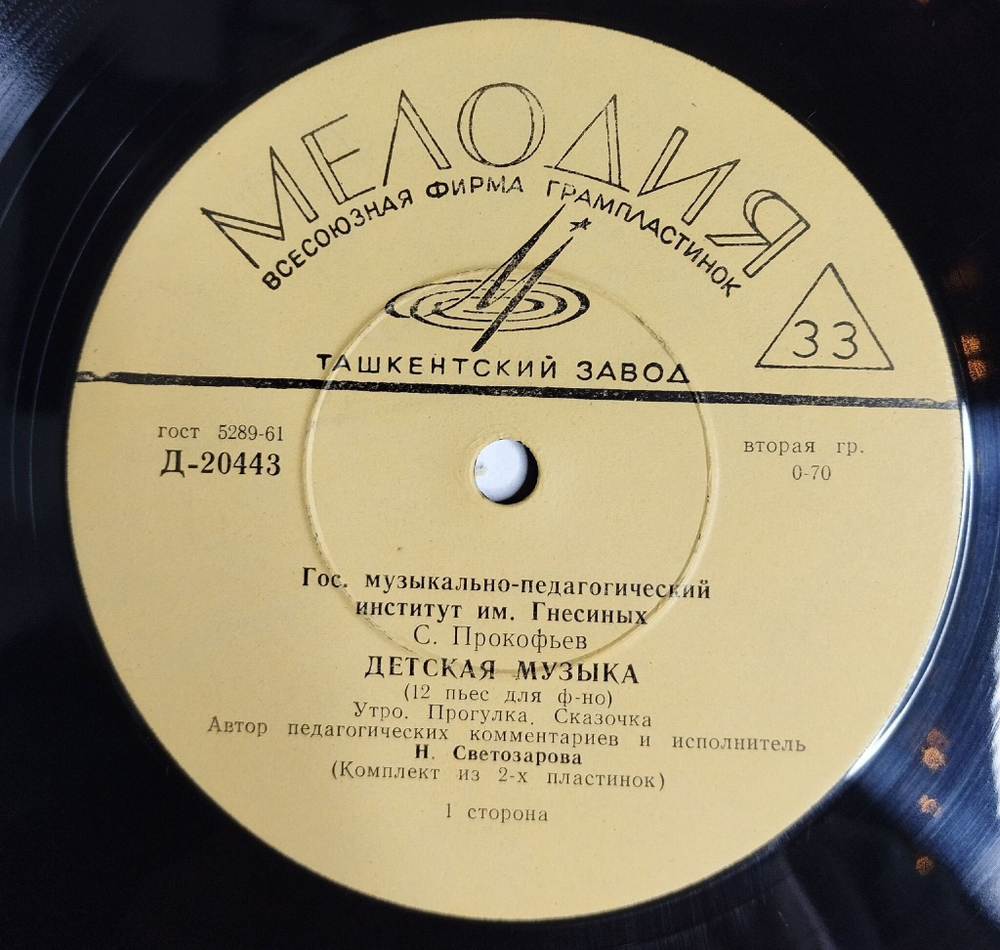 МЕЛОДИЯ
ВСЕСОЮЗНАЯ ФИРМА ГРАМПЛАСТИНОК
33
ТАШКЕНТСКИЙ ЗАВОД
гост 5289-61
Д-20443
вторая гр.
0-70
Гос. музыкально-педагогический
институт им. Гнесиных
С. Прокофьев
ДЕТСКАЯ МУЗЫКА
(12 пьес для ф-но)
Утро. Прогулка. Сказочка
Автор педагогических комментариев и исполнитель
Н. Светозарова
(Комплект из 2-х пластинок)
1 сторона